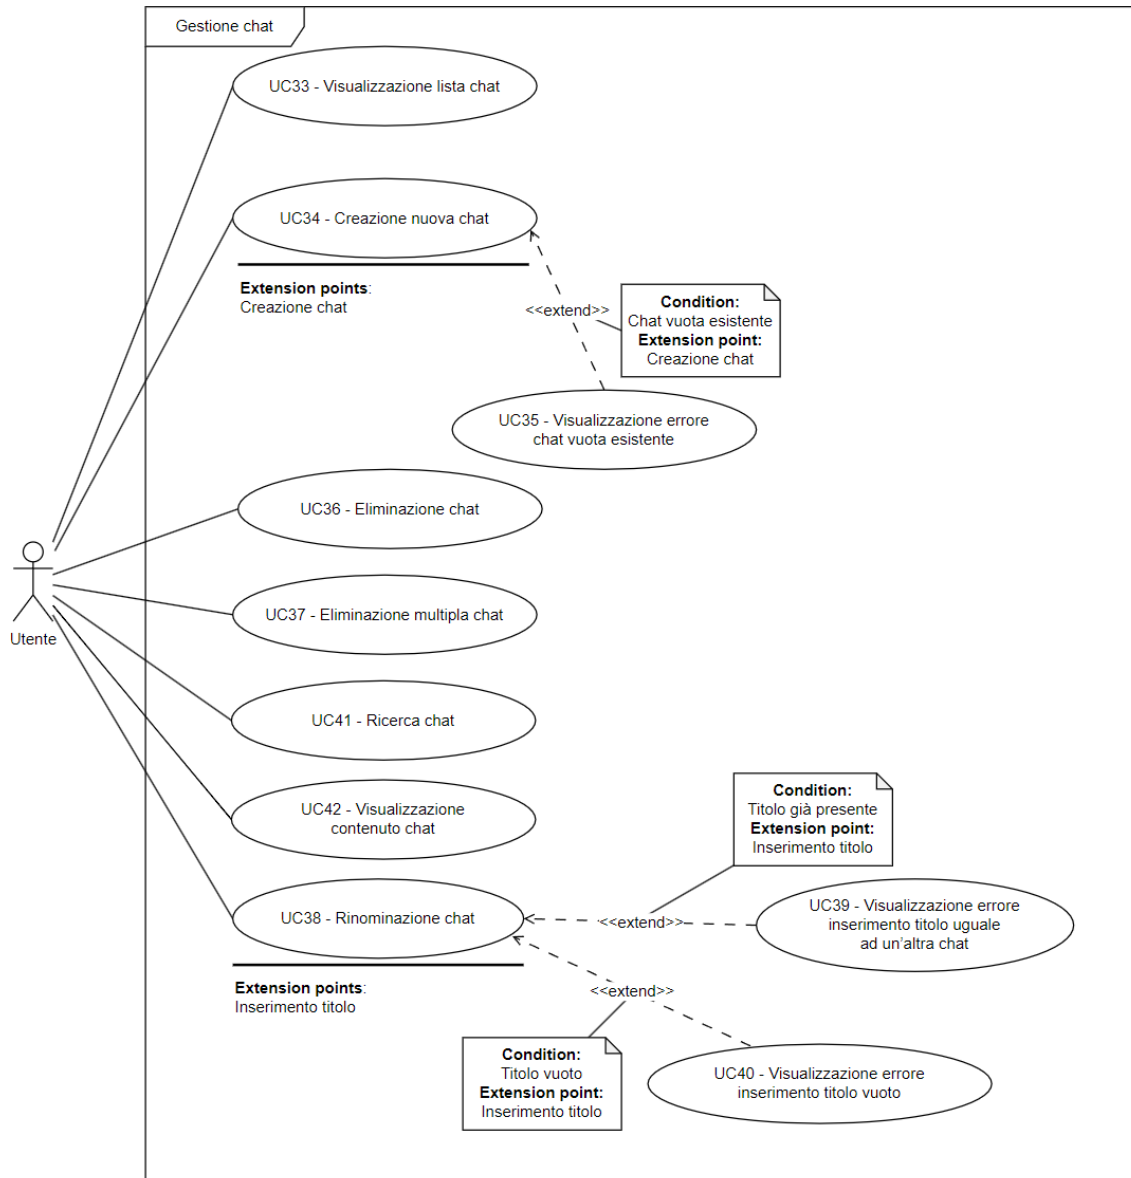 Gestione chat
UC33 - Visualizzazione lista chat
UC34 - Creazione nuova chat
Extension points:
Creazione chat
<<extend>>
Condition:
Chat vuota esistente
Extension point:
Creazione chat
UC35 - Visualizzazione errore
chat vuota esistente
UC36 - Eliminazione chat
UC37 - Eliminazione multipla chat
Utente
UC41 - Ricerca chat
UC42 - Visualizzazione
contenuto chat
Condition:
Titolo già presente
Extension point:
Inserimento titolo
UC38 - Rinominazione chat
<<extend>>
UC39 - Visualizzazione errore
inserimento titolo uguale
ad un'altra chat
Extension points:
Inserimento titolo
<<extend>>
Condition:
Titolo vuoto
Extension point:
Inserimento titolo
UC40 - Visualizzazione errore
inserimento titolo vuoto